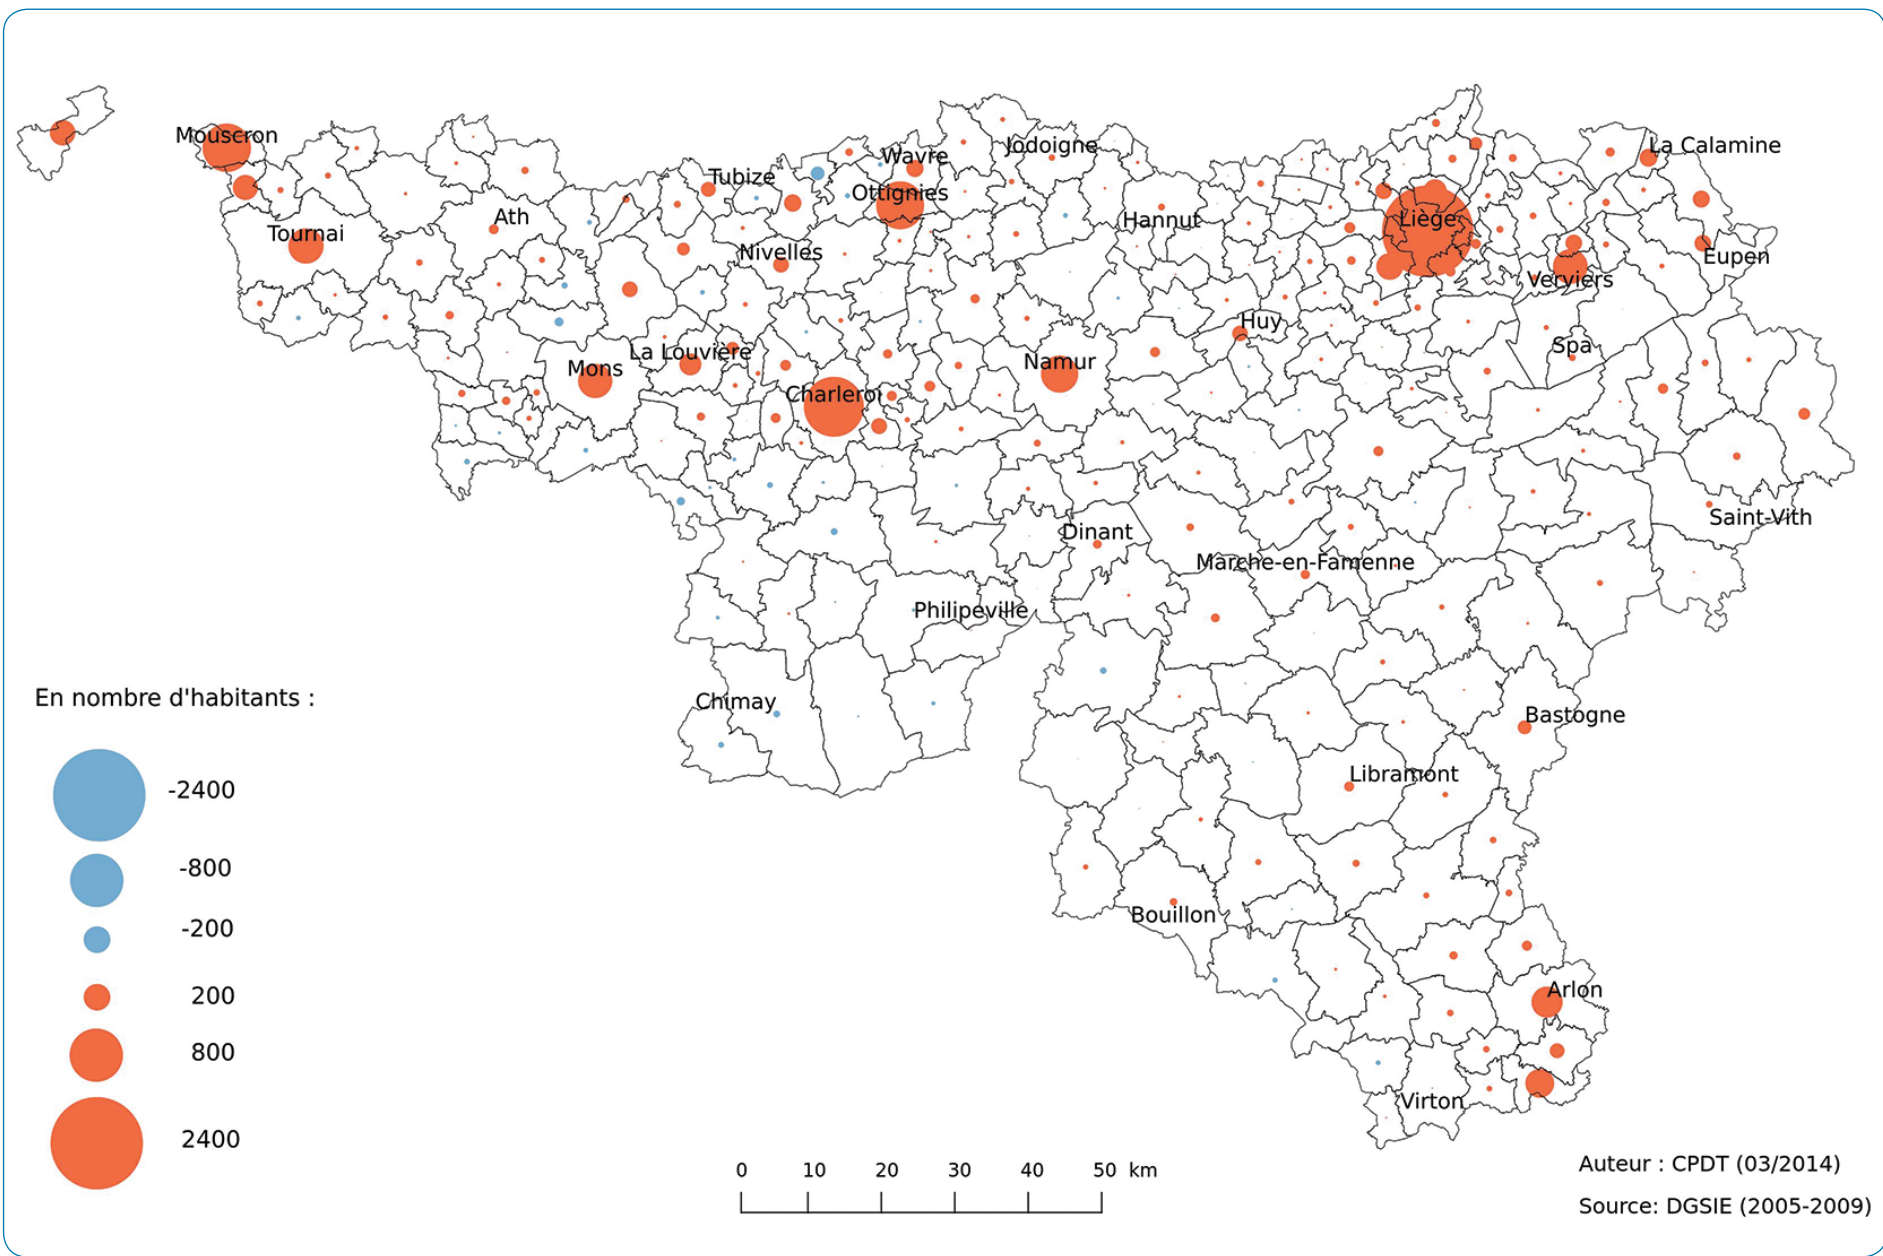 Mouscron
La Calamine
Jodoigne
Wavre
Tubize
Ottignies
Ath
Hannut
Liège
Tournai
Nivelles
Eupen
Verviers
Huy
Spa
La Louvière
Namur
Mons
Charleroi
Saint-Vith
Dinant
Marche-en-Famenne
Philipeville
En nombre d'habitants :
Chimay
Bastogne
Libramont
-2400
-800
Bouillon
-200
Arlon
200
800
Virton
2400
0 10 20 30 40 50 km
Auteur : CPDT (03/2014)
Source: DGSIE (2005-2009)